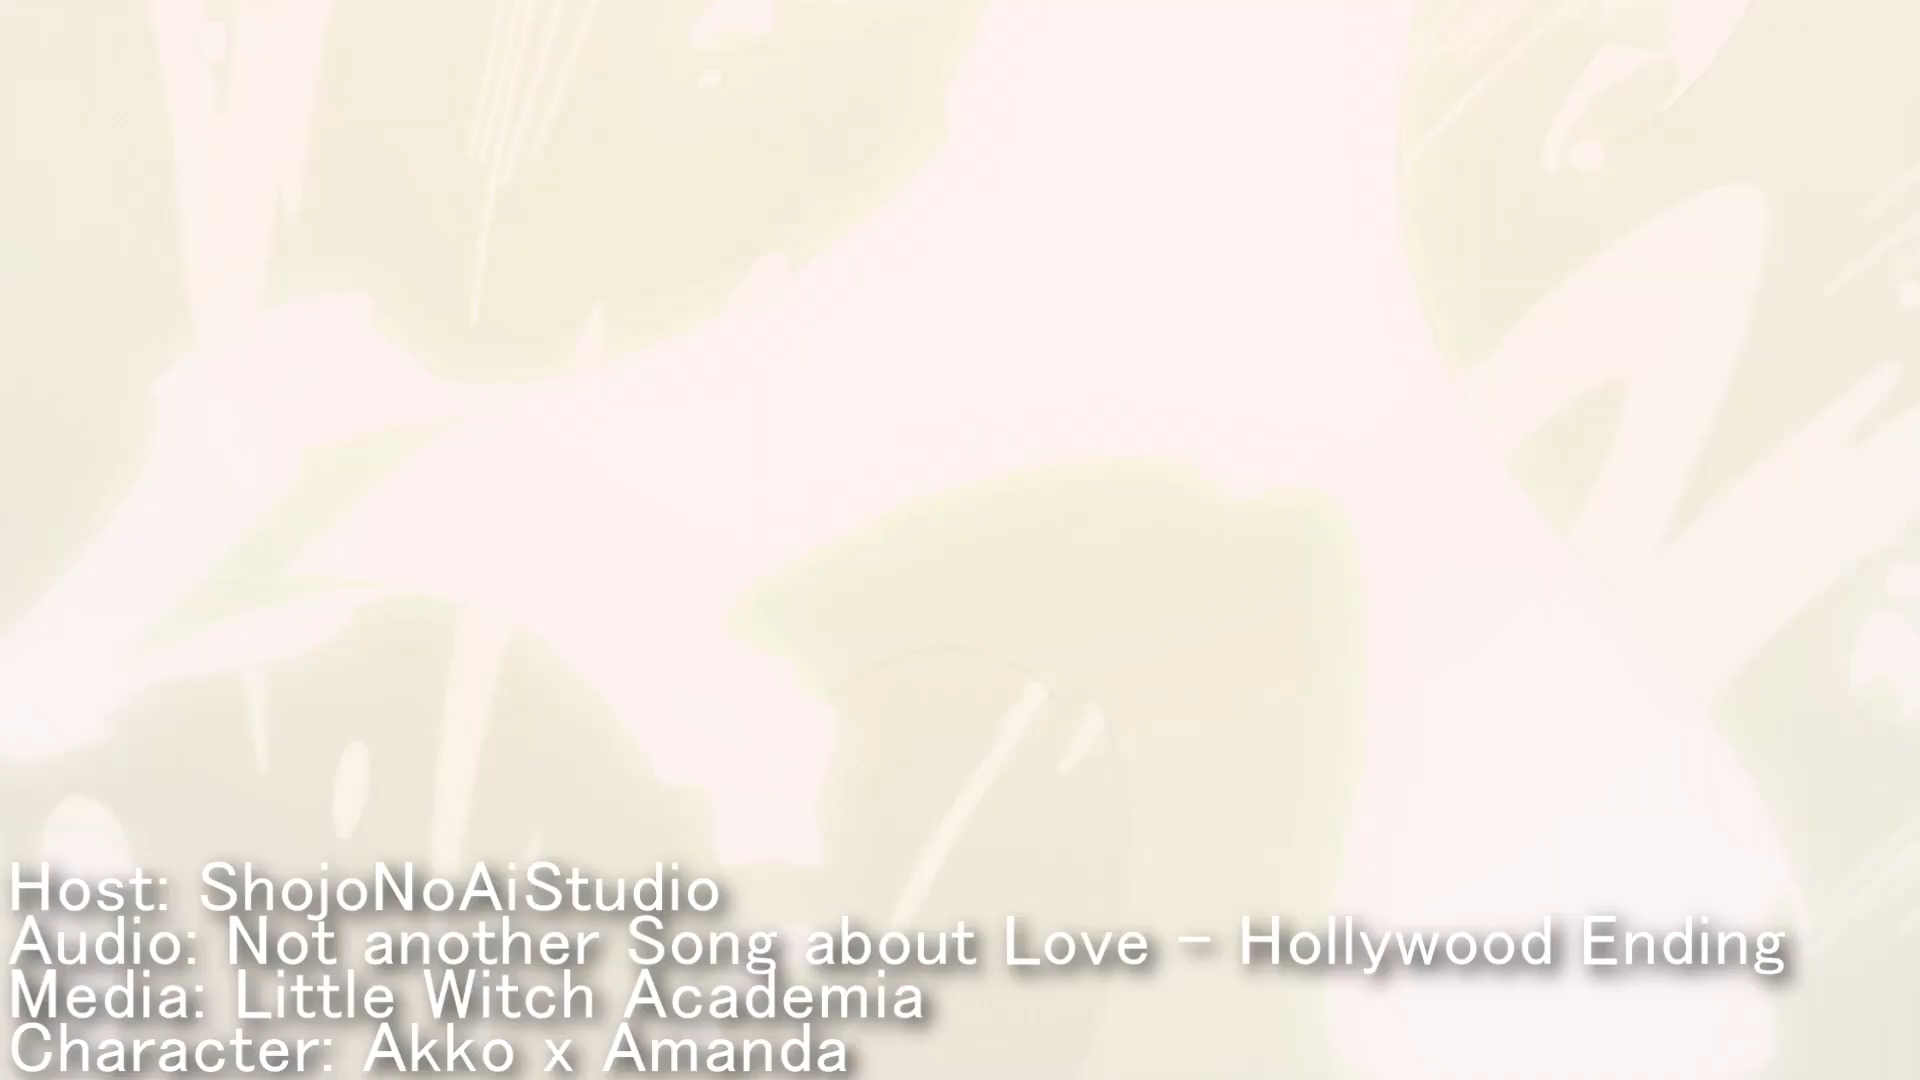 Host: ShojoNoAiStudio
Audio: Not another Song about Love - Hollywood Ending
Media: Little Witch Academia
Character: Akko x Amanda